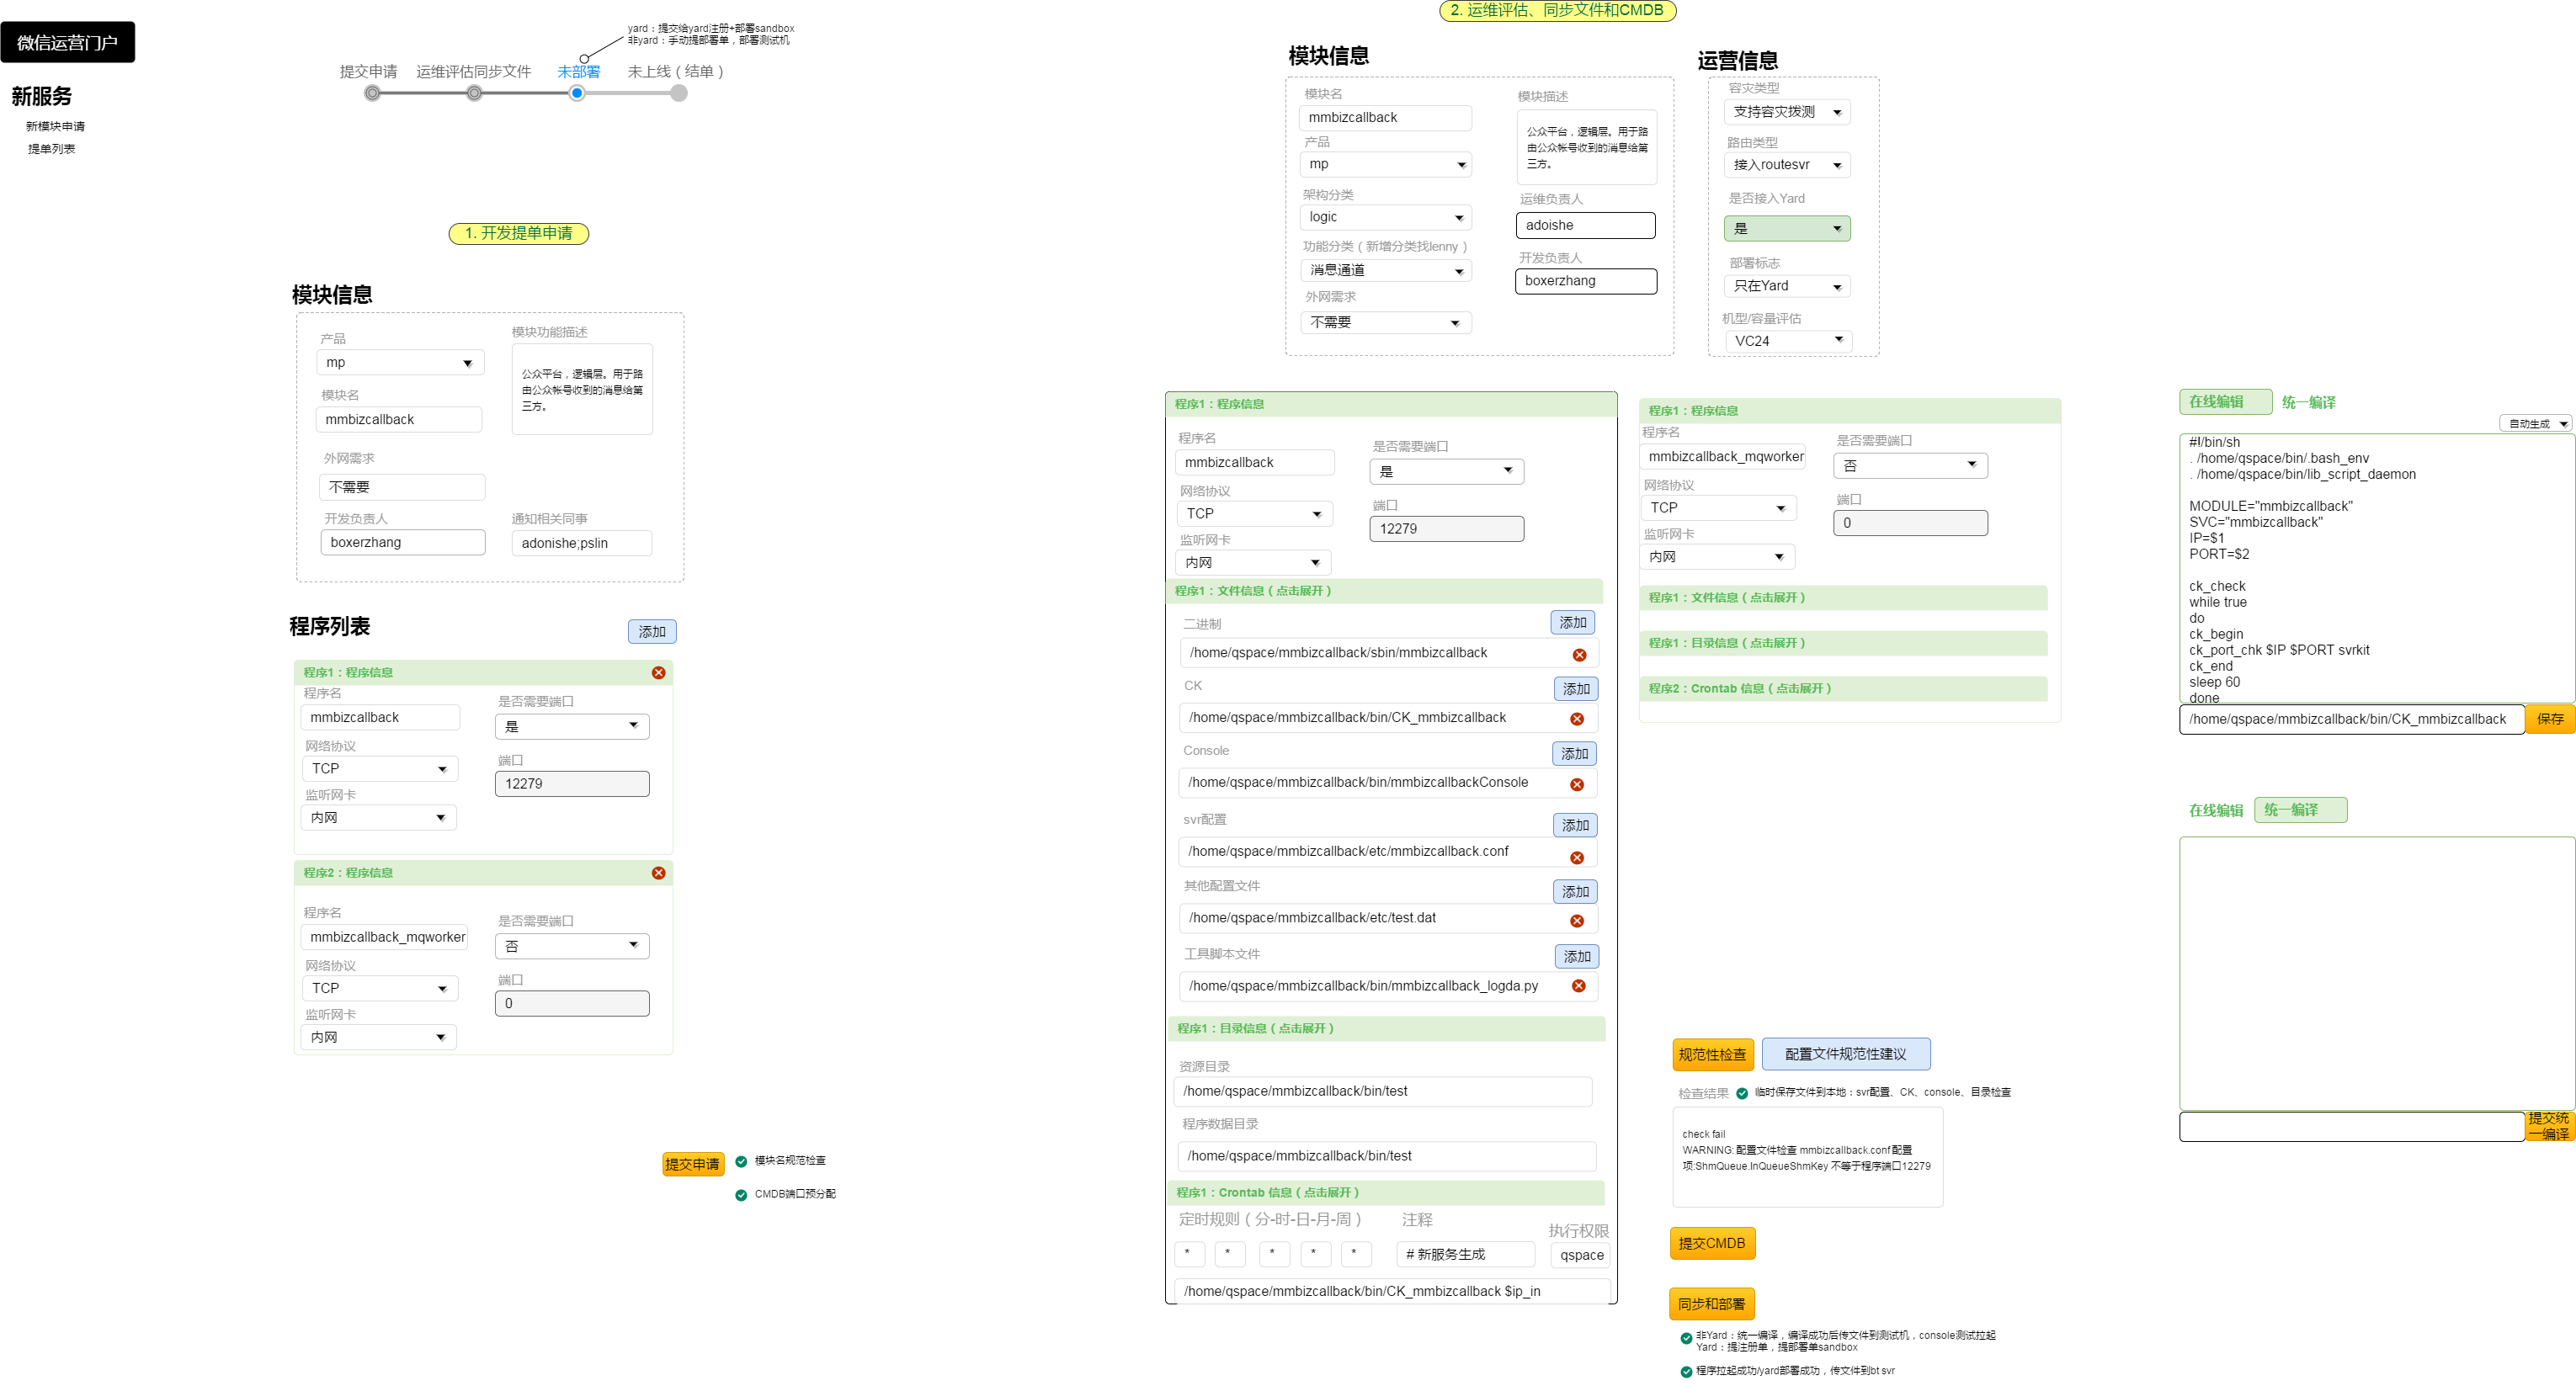 微信运营门户
新服务
新模块申请
提单列表
yard：提交给yard注册+部署sandbox
非yard：手动提部署单，部署测试机
提交申请
运维评估同步文件
未部署
未上线（结单）
1. 开发提单申请
模块信息
产品
mp
模块名
mmbizcallback
外网需求
不需要
开发负责人
boxerzhang
模块功能描述
公众平台，逻辑层。用于路
由公众帐号收到的消息给第
三方。
通知相关同事
adonishe;pslin
程序列表
添加
程序1：程序信息
程序名
mmbizcallback
网络协议
TCP
监听网卡
内网
是否需要端口
是
端口
12279
程序2：程序信息
程序名
mmbizcallback_mqworker
网络协议
TCP
监听网卡
内网
是否需要端口
否
端口
0
提交申请
模块名规范检查
CMDB端口预分配
2. 运维评估、同步文件和CMDB
模块信息
模块名
mmbizcallback
产品
mp
架构分类
logic
功能分类（新增分类找lenny）
消息通道
外网需求
不需要
模块描述
公众平台，逻辑层。用于路
由公众帐号收到的消息给第
三方。
运维负责人
adoishe
开发负责人
boxerzhang
运营信息
容灾类型
支持容灾拨测
路由类型
接入routesvr
是否接入Yard
是
部署标志
只在Yard
机型/容量评估
VC24
程序1：程序信息
程序名
mmbizcallback
网络协议
TCP
监听网卡
内网
是否需要端口
是
端口
12279
程序1：文件信息（点击展开）
二进制
添加
/home/qspace/mmbizcallback/sbin/mmbizcallback
CK
添加
/home/qspace/mmbizcallback/bin/CK_mmbizcallback
Console
添加
/home/qspace/mmbizcallback/bin/mmbizcallbackConsole
svr配置
添加
/home/qspace/mmbizcallback/etc/mmbizcallback.conf
其他配置文件
添加
/home/qspace/mmbizcallback/etc/test.dat
工具脚本文件
添加
/home/qspace/mmbizcallback/bin/mmbizcallback_logda.py
程序1：目录信息（点击展开）
资源目录
/home/qspace/mmbizcallback/bin/test
程序数据目录
/home/qspace/mmbizcallback/bin/test
程序1：Crontab 信息（点击展开）
定时规则（分-时-日-月-周）
注释
执行权限
* * * * *
# 新服务生成
qspace
/home/qspace/mmbizcallback/bin/CK_mmbizcallback $ip_in
程序1：程序信息
程序名
mmbizcallback_mqworker
网络协议
TCP
监听网卡
内网
是否需要端口
否
端口
0
程序1：文件信息（点击展开）
程序1：目录信息（点击展开）
程序2：Crontab 信息（点击展开）
规范性检查
配置文件规范性建议
检查结果
临时保存文件到本地：svr配置、CK、console、目录检查
check fail
WARNING: 配置文件检查 mmbizcallback.conf 配置
项:ShmQueue.InQueueShmKey 不等于程序端口12279
提交CMDB
同步和部署
非Yard：统一编译，编译成功后传文件到测试机，console测试拉起
Yard：提注册单，提部署单sandbox
程序拉起成功/yard部署成功，传文件到bt svr
在线编辑
统一编译
自动生成
#!/bin/sh
. /home/qspace/bin/.bash_env
. /home/qspace/bin/lib_script_daemon
MODULE="mmbizcallback"
SVC="mmbizcallback"
IP=$1
PORT=$2
ck_check
while true
do
ck_begin
ck_port_chk $IP $PORT svrkit
ck_end
sleep 60
done
/home/qspace/mmbizcallback/bin/CK_mmbizcallback
保存
在线编辑
统一编译
提交统
一编译